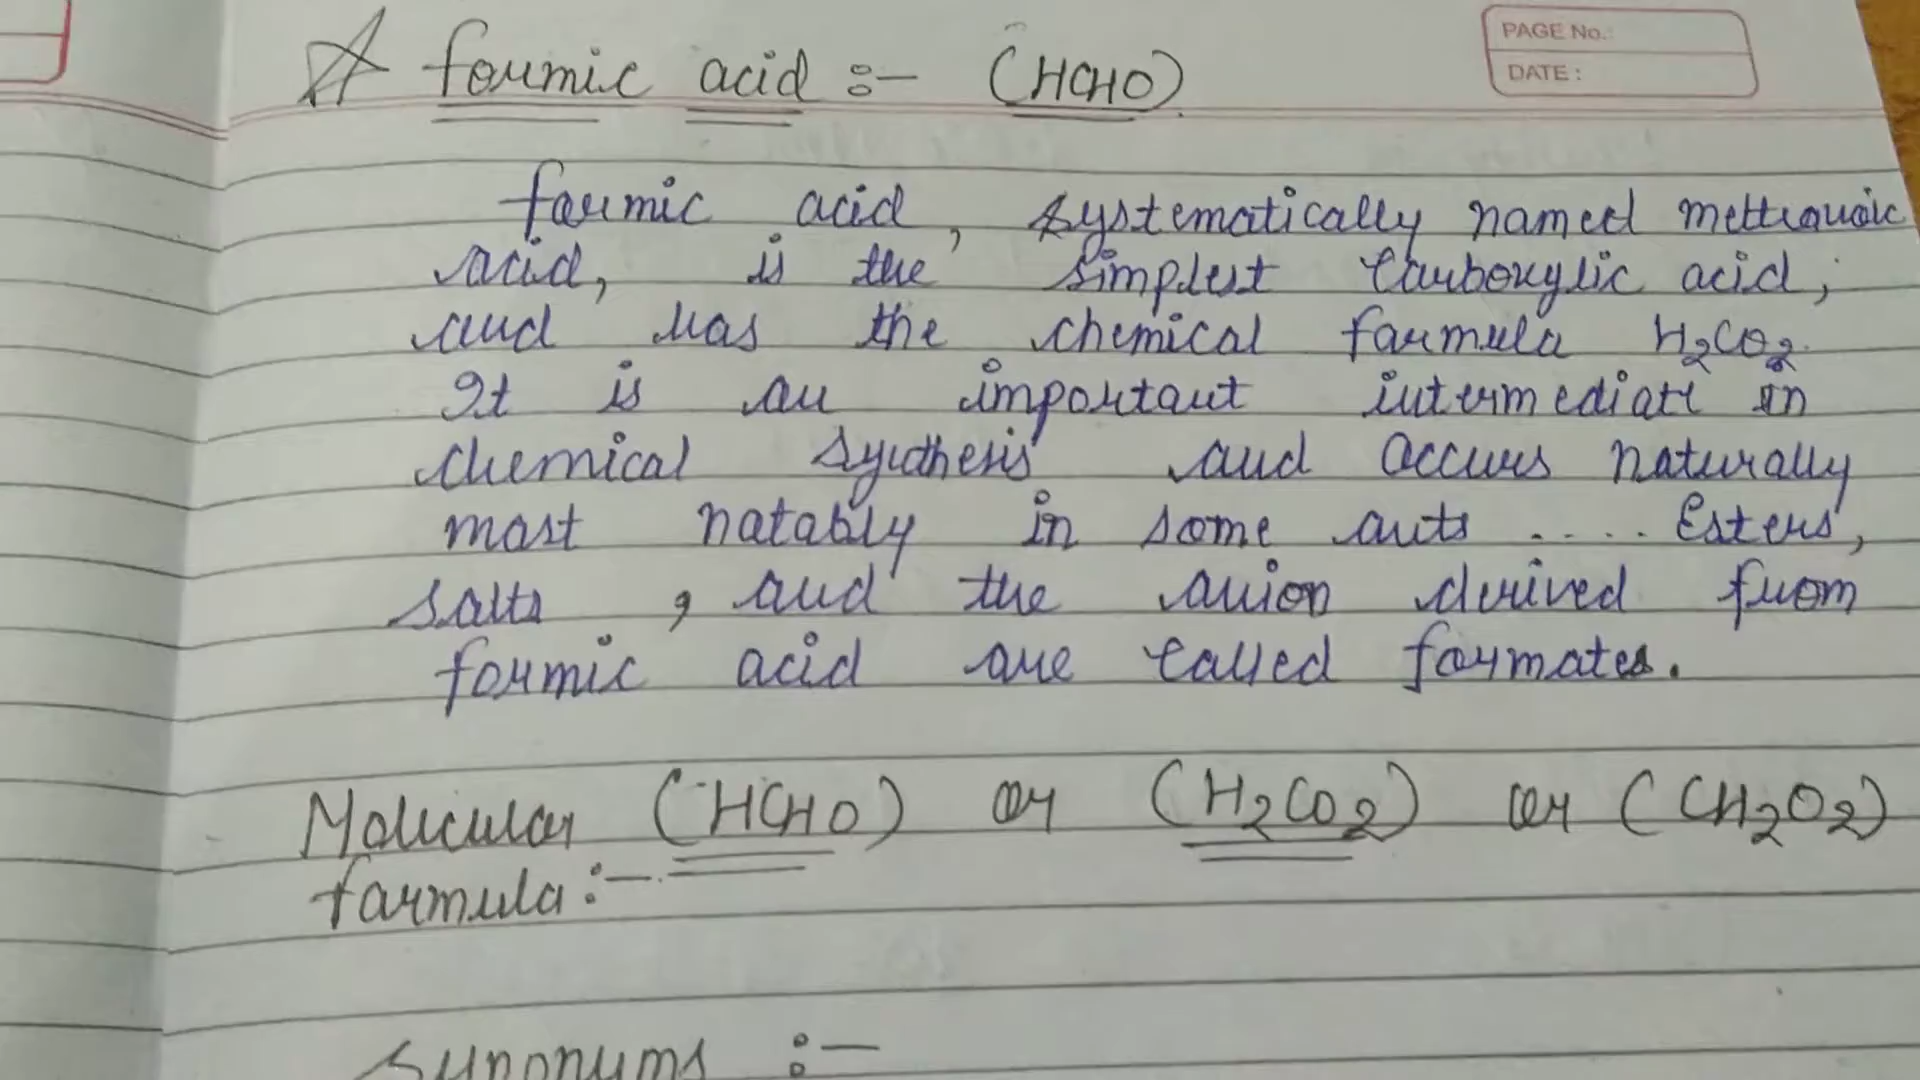 formic acid :- (HCHO)
PAGE No.:
DATE :
formic acid, systematically named methanoic
acid, is the simplest carboxylic acid,
and has the chemical formula H₂CO₂.
It is an important intermediate in
chemical synthesis and occurs naturally
most notably in some ants ..... Esters,
salts, and the anion derived from
formic acid are called formates.
Molecular (HCHO) or (H₂CO₂) or (CH₂O₂)
formula :-
Synonyms :-